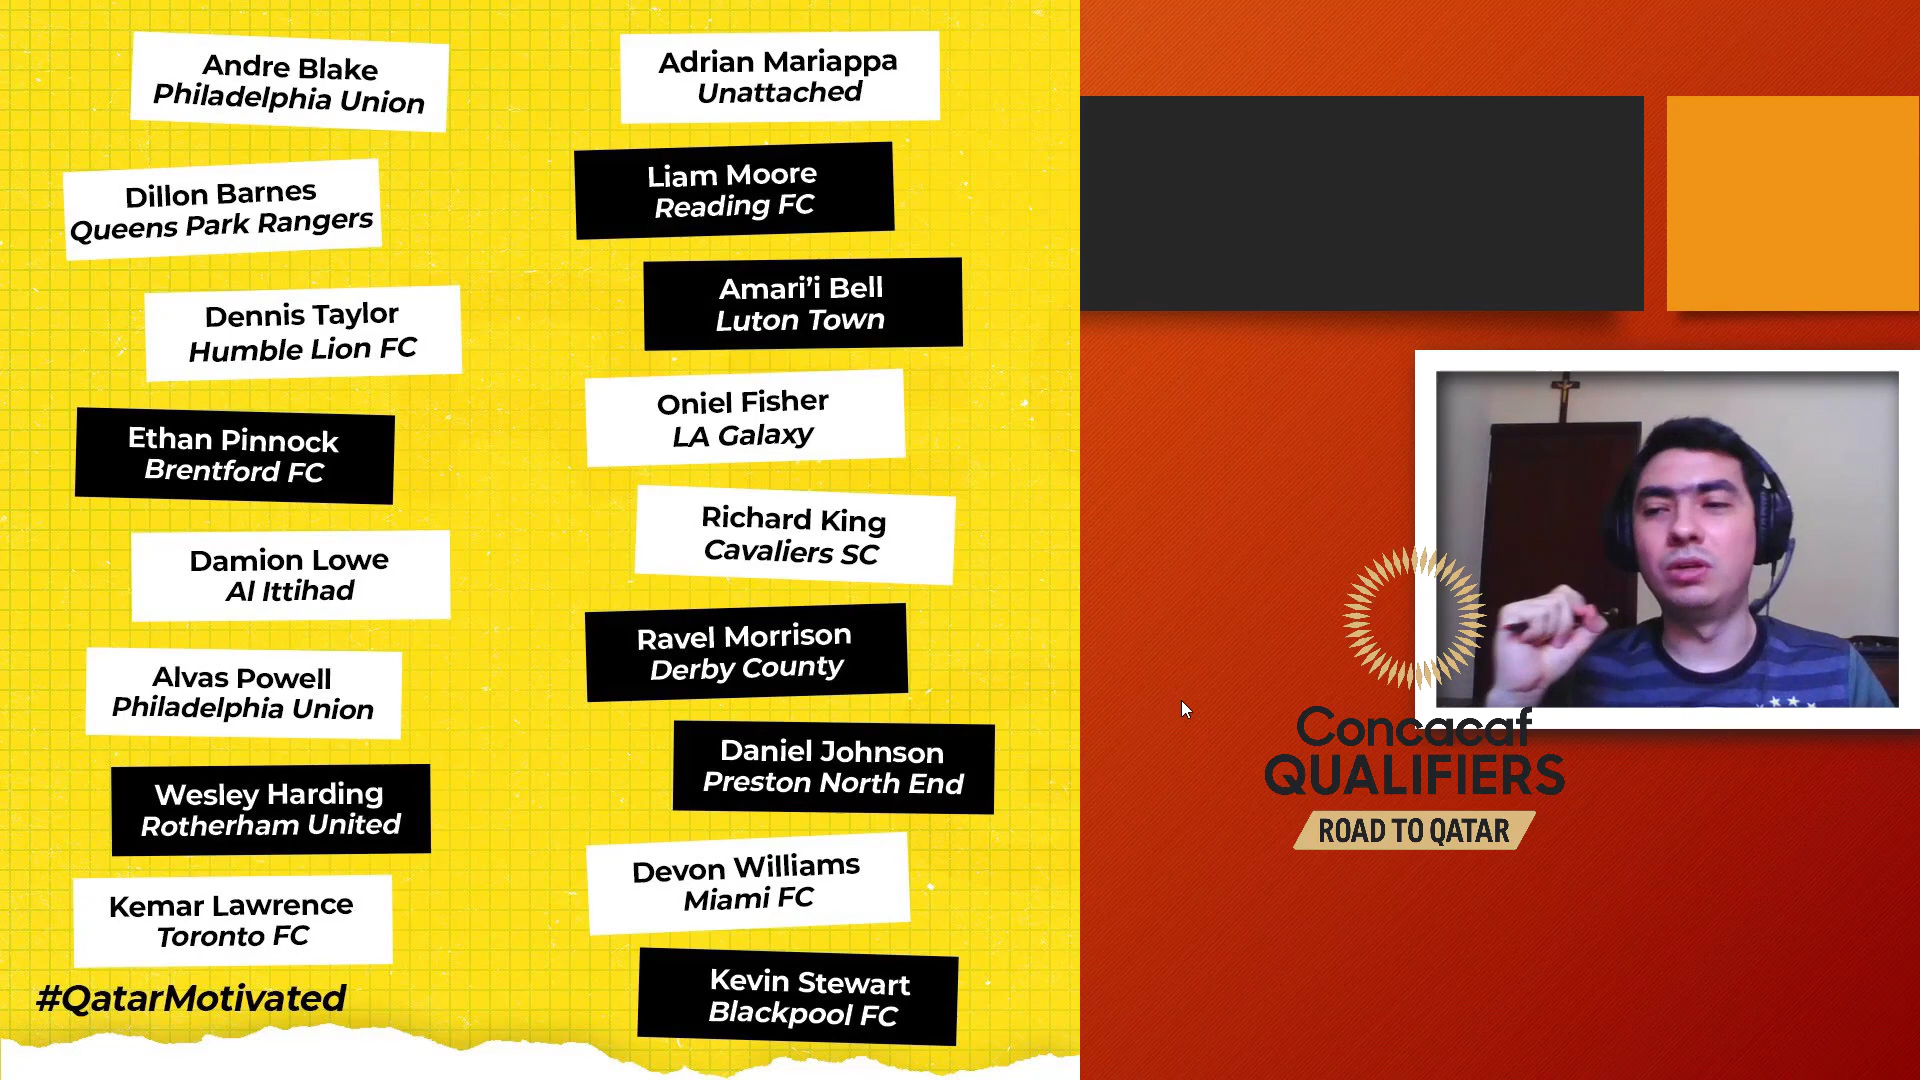 Andre Blake
Philadelphia Union
Dillon Barnes
Queens Park Rangers
Dennis Taylor
Humble Lion FC
Ethan Pinnock
Brentford FC
Damion Lowe
Al Ittihad
Alvas Powell
Philadelphia Union
Wesley Harding
Rotherham United
Kemar Lawrence
Toronto FC
#QatarMotivated
Adrian Mariappa
Unattached
Liam Moore
Reading FC
Amari’i Bell
Luton Town
Oniel Fisher
LA Galaxy
Richard King
Cavaliers SC
Ravel Morrison
Derby County
Daniel Johnson
Preston North End
Devon Williams
Miami FC
Kevin Stewart
Blackpool FC
Concacaf
QUALIFIERS
ROAD TO QATAR